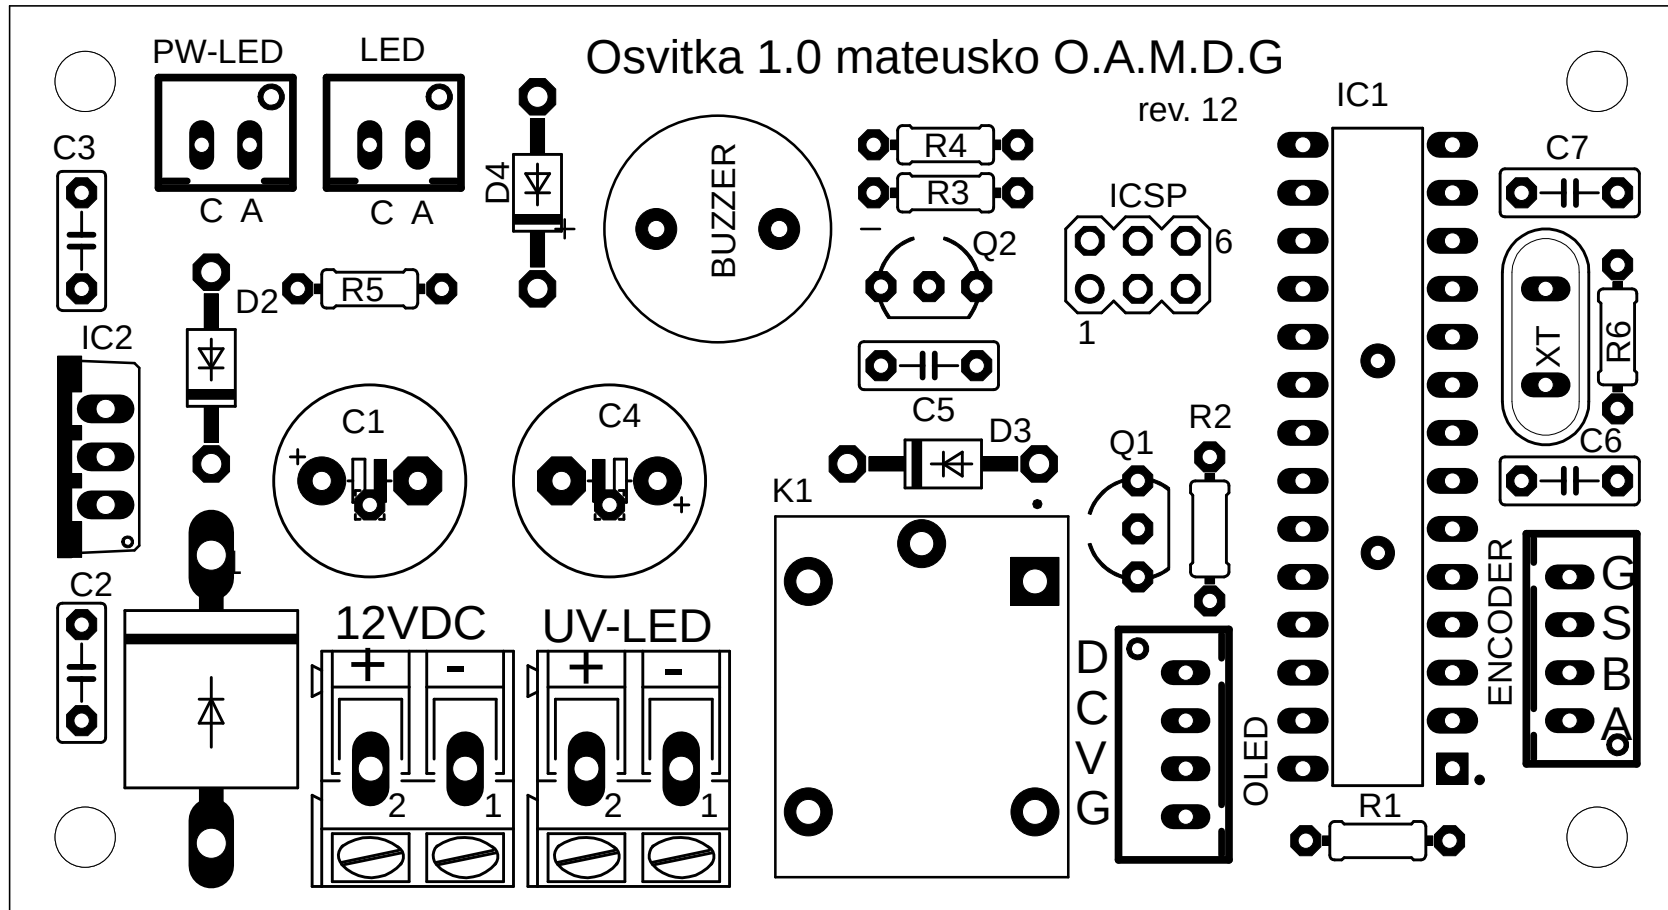 PW-LED
LED
Osvitka 1.0 mateusko O.A.M.D.G
rev. 12
IC1
C3
C A
C A
D4
+
BUZZER
R4
R3
−
Q2
ICSP
6
1
C7
D2
R5
IC2
XT
R6
C1
+
C4
+
C5
D3
Q1
R2
C6
K1
C2
12VDC
UV-LED
+ -
+ -
2 1
2 1
D
C
V
G
OLED
ENCODER
G
S
B
A
R1